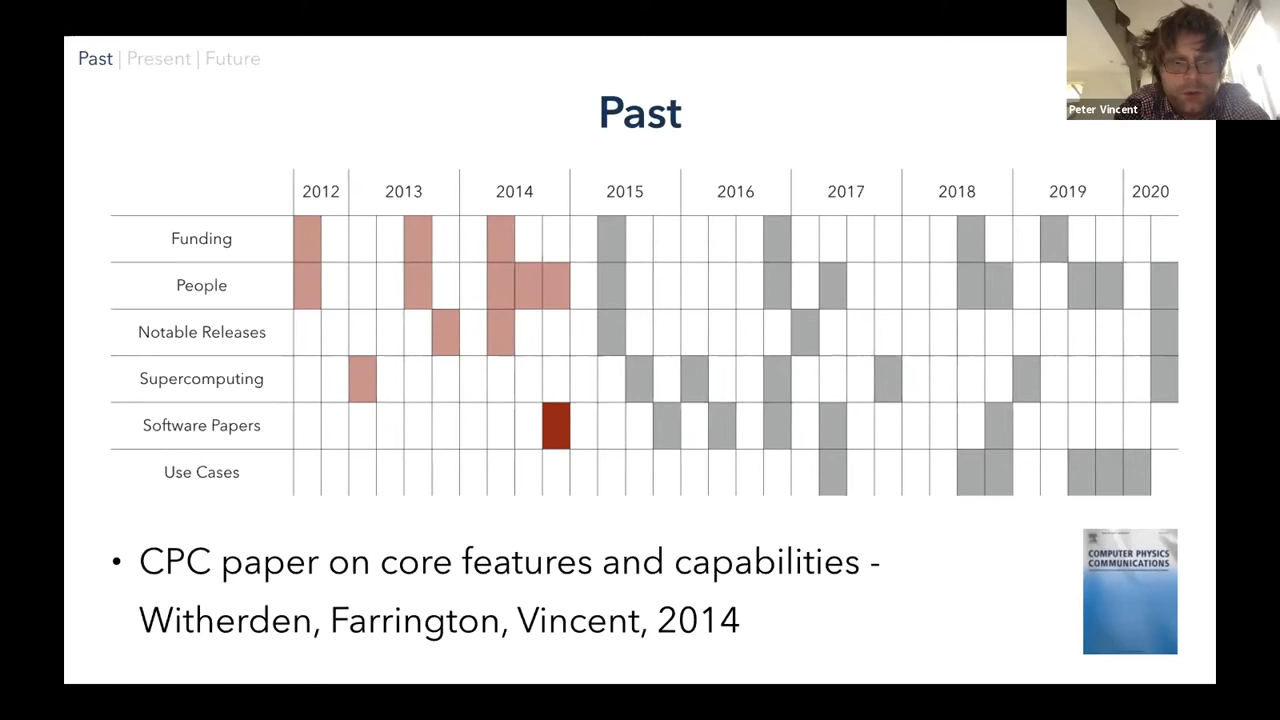 Past | Present | Future
Peter Vincent
Past
2012 2013 2014 2015 2016 2017 2018 2019 2020
Funding
People
Notable Releases
Supercomputing
Software Papers
Use Cases
• CPC paper on core features and capabilities -
Witherden, Farrington, Vincent, 2014
COMPUTER PHYSICS
COMMUNICATIONS